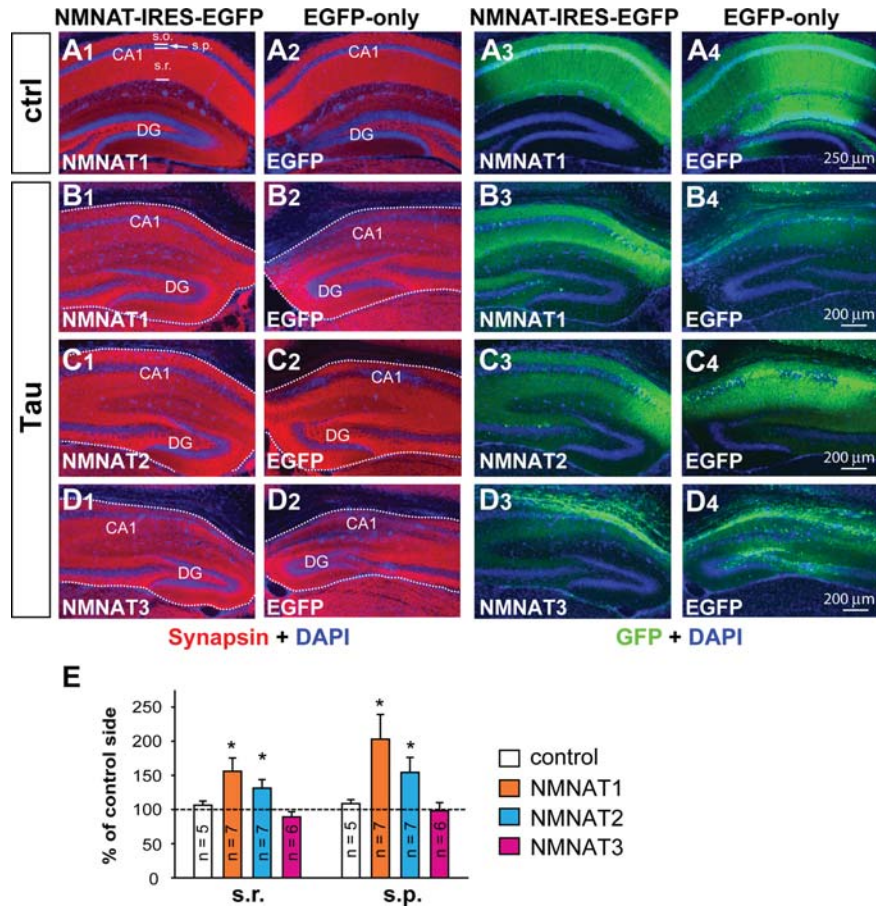 NMNAT-IRES-EGFP EGFP-only NMNAT-IRES-EGFP EGFP-only
ctrl
A1 s.o. s.p. CA1 s.r. DG NMNAT1
A2 DG EGFP
A3 NMNAT1
A4 EGFP 250 µm
Tau
B1 CA1 DG NMNAT1
B2 CA1 DG EGFP
B3 NMNAT1
B4 EGFP 200 µm
C1 CA1 DG NMNAT2
C2 CA1 DG EGFP
C3 NMNAT2
C4 EGFP 200 µm
D1 CA1 DG NMNAT3
D2 CA1 DG EGFP
D3 NMNAT3
D4 EGFP 200 µm
Synapsin + DAPI GFP + DAPI
E
% of control side
250
200
150
100
50
0
* * * *
n = 5 n = 7 n = 7 n = 6 n = 5 n = 7 n = 7 n = 6
s.r. s.p.
control
NMNAT1
NMNAT2
NMNAT3